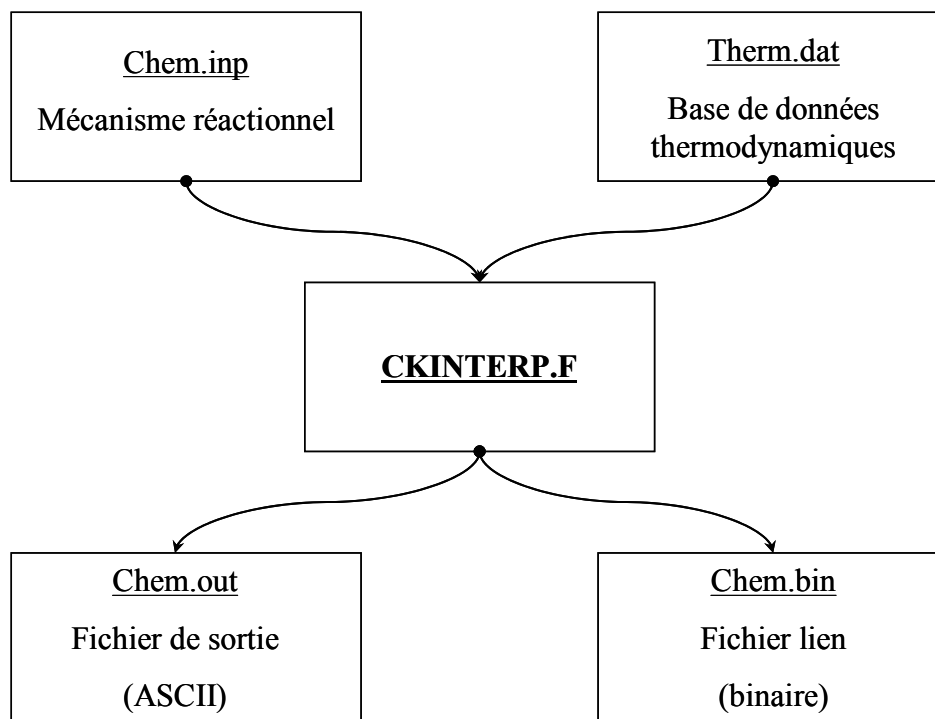 Chem.inp
Mécanisme réactionnel
Therm.dat
Base de données
thermodynamiques
CKINTERP.F
Chem.out
Fichier de sortie
(ASCII)
Chem.bin
Fichier lien
(binaire)